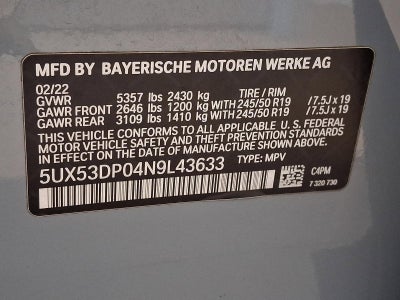 MFD BY BAYERISCHE MOTOREN WERKE AG
02/22 TIRE / RIM
GVWR 5357 lbs 2430 kg
GAWR FRONT 2646 lbs 1200 kg WITH 245/50 R19 /7.5J x 19
GAWR REAR 3109 lbs 1410 kg WITH 245/50 R19 /7.5J x 19
THIS VEHICLE CONFORMS TO ALL APPLICABLE U.S. FEDERAL
MOTOR VEHICLE SAFETY, BUMPER, AND THEFT PREVENTION
STANDARDS IN EFFECT ON THE DATE OF MANUFACTURE SHOWN
ABOVE.
5UX53DP04N9L43633 TYPE: MPV
C4PM
7 320 730